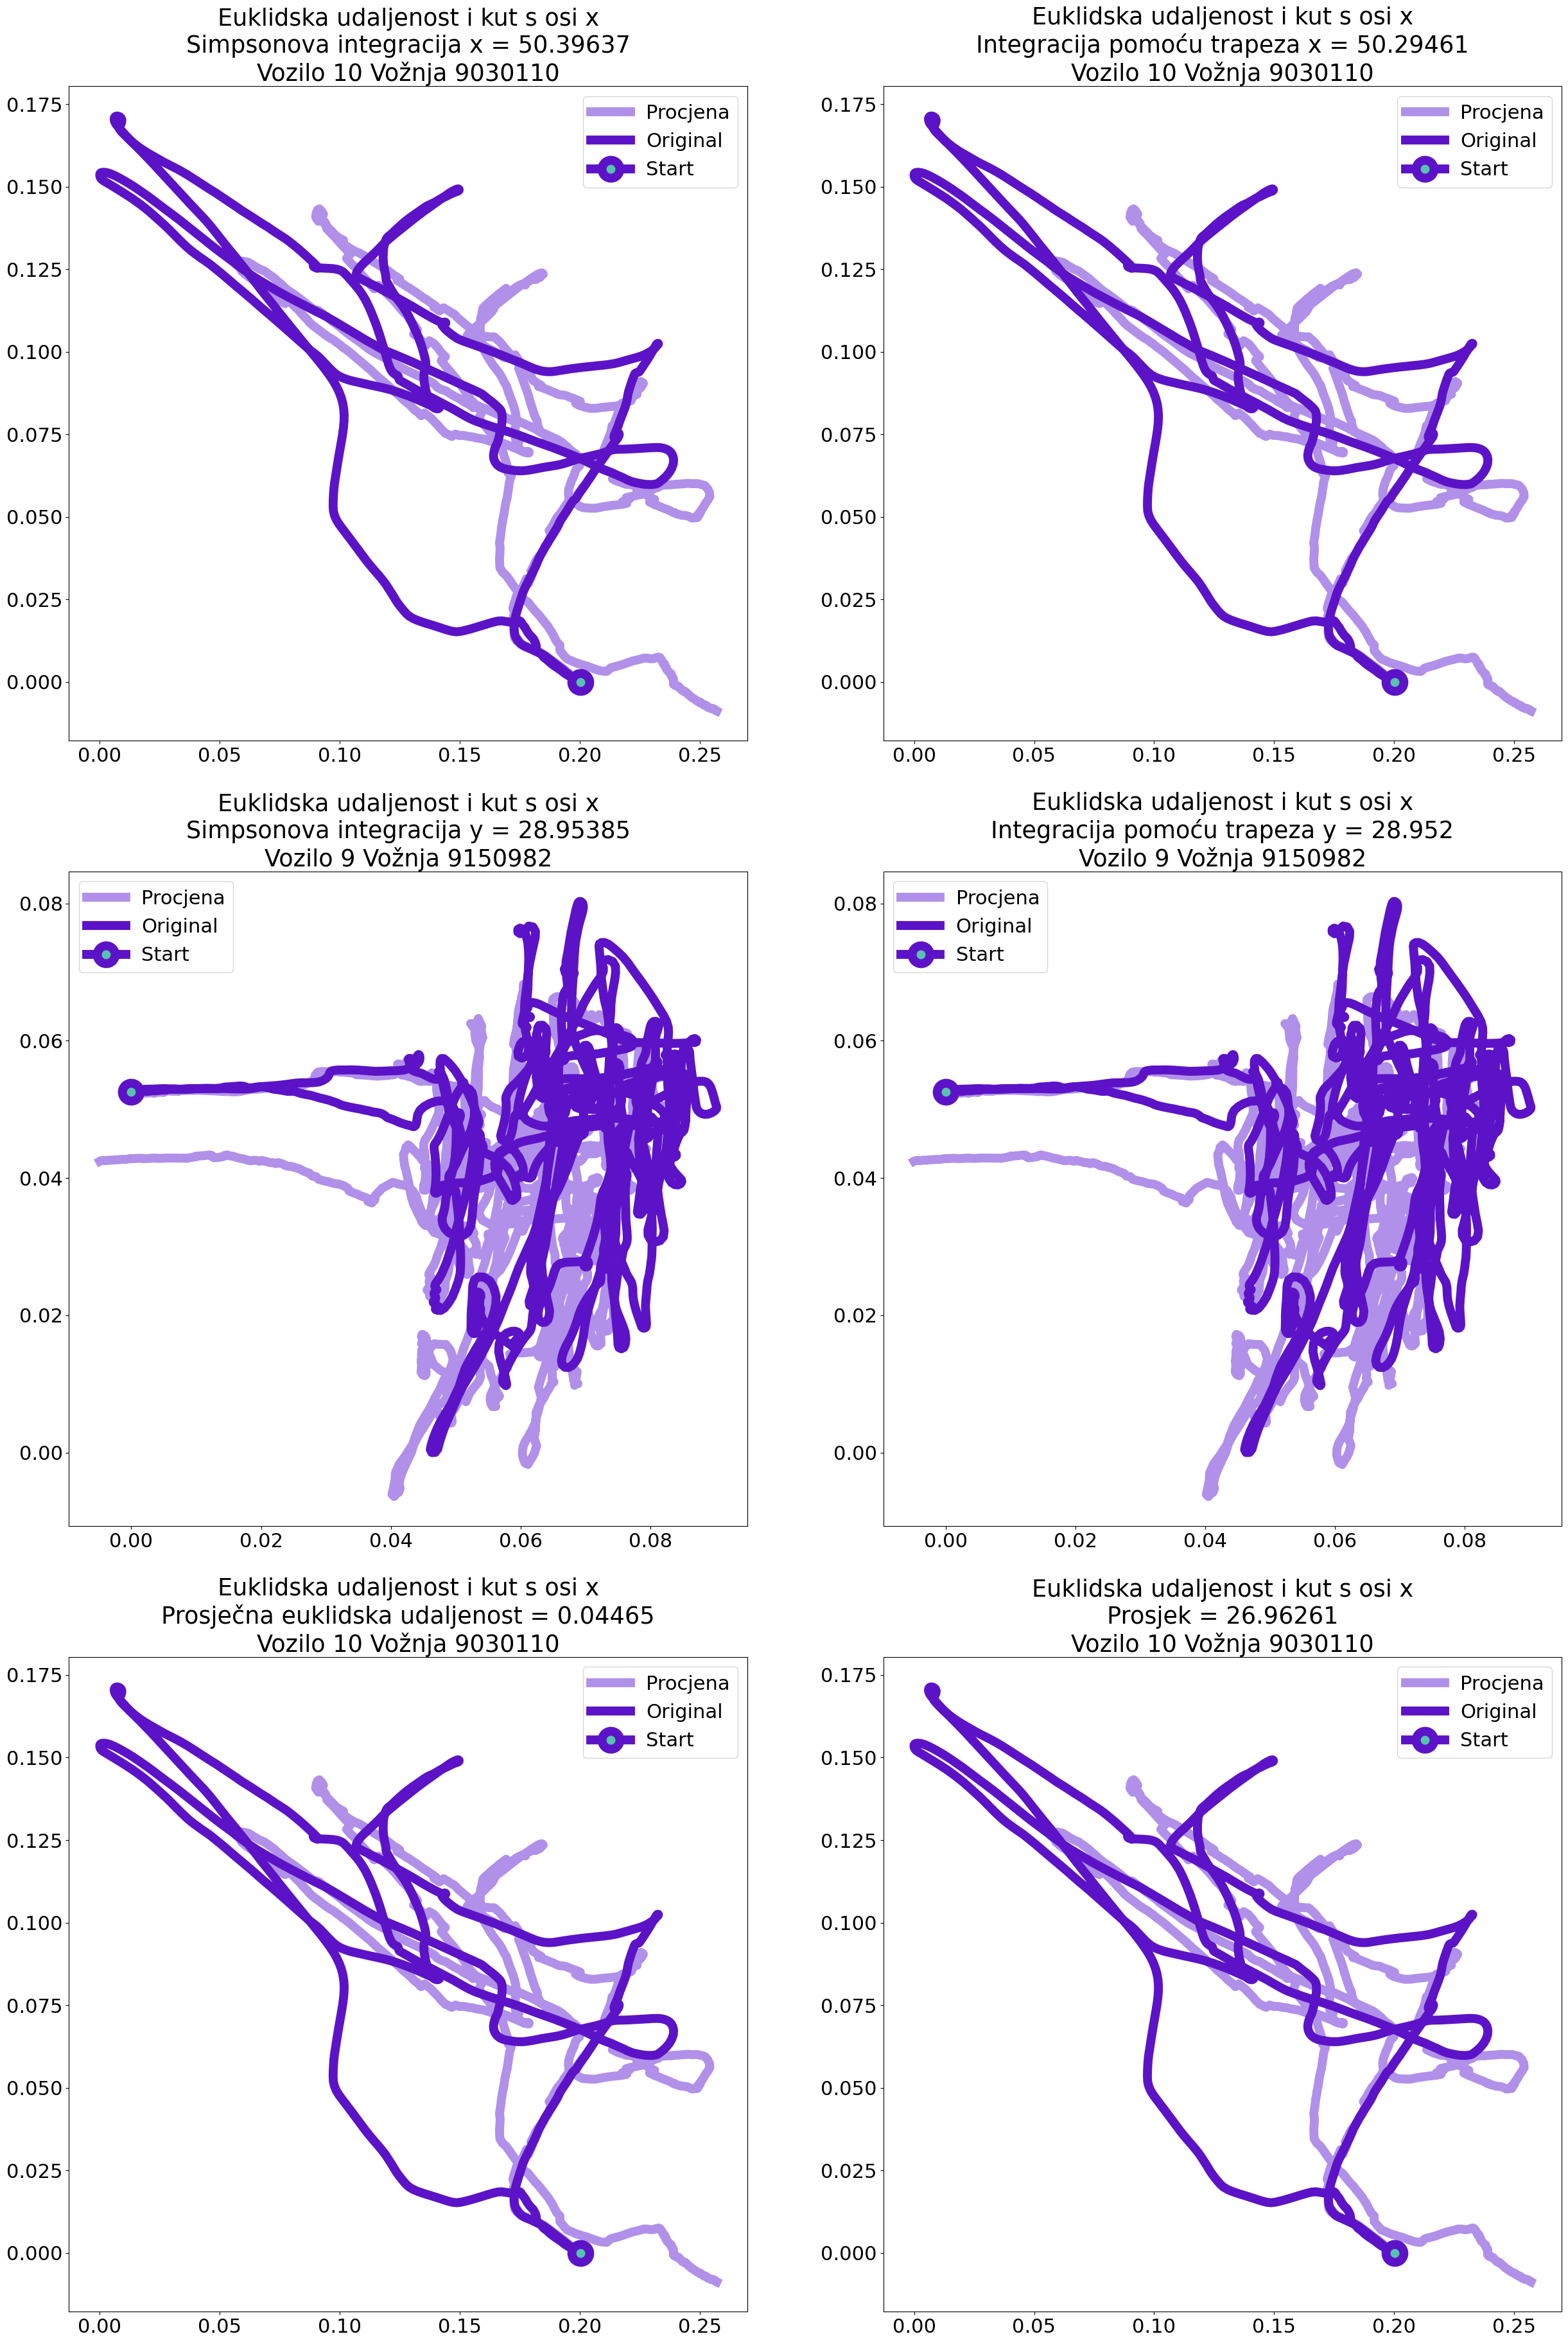 Euklidska udaljenost i kut s osi x
Simpsonova integracija x = 50.39637
Vozilo 10 Vožnja 9030110
Procjena
Original
Start
0.175
0.150
0.125
0.100
0.075
0.050
0.025
0.000
0.00 0.05 0.10 0.15 0.20 0.25
Euklidska udaljenost i kut s osi x
Integracija pomoću trapeza x = 50.29461
Vozilo 10 Vožnja 9030110
Procjena
Original
Start
0.175
0.150
0.125
0.100
0.075
0.050
0.025
0.000
0.00 0.05 0.10 0.15 0.20 0.25
Euklidska udaljenost i kut s osi x
Simpsonova integracija y = 28.95385
Vozilo 9 Vožnja 9150982
Procjena
Original
Start
0.08
0.06
0.04
0.02
0.00
0.00 0.02 0.04 0.06 0.08
Euklidska udaljenost i kut s osi x
Integracija pomoću trapeza y = 28.952
Vozilo 9 Vožnja 9150982
Procjena
Original
Start
0.08
0.06
0.04
0.02
0.00
0.00 0.02 0.04 0.06 0.08
Euklidska udaljenost i kut s osi x
Prosječna euklidska udaljenost = 0.04465
Vozilo 10 Vožnja 9030110
Procjena
Original
Start
0.175
0.150
0.125
0.100
0.075
0.050
0.025
0.000
0.00 0.05 0.10 0.15 0.20 0.25
Euklidska udaljenost i kut s osi x
Prosjek = 26.96261
Vozilo 10 Vožnja 9030110
Procjena
Original
Start
0.175
0.150
0.125
0.100
0.075
0.050
0.025
0.000
0.00 0.05 0.10 0.15 0.20 0.25